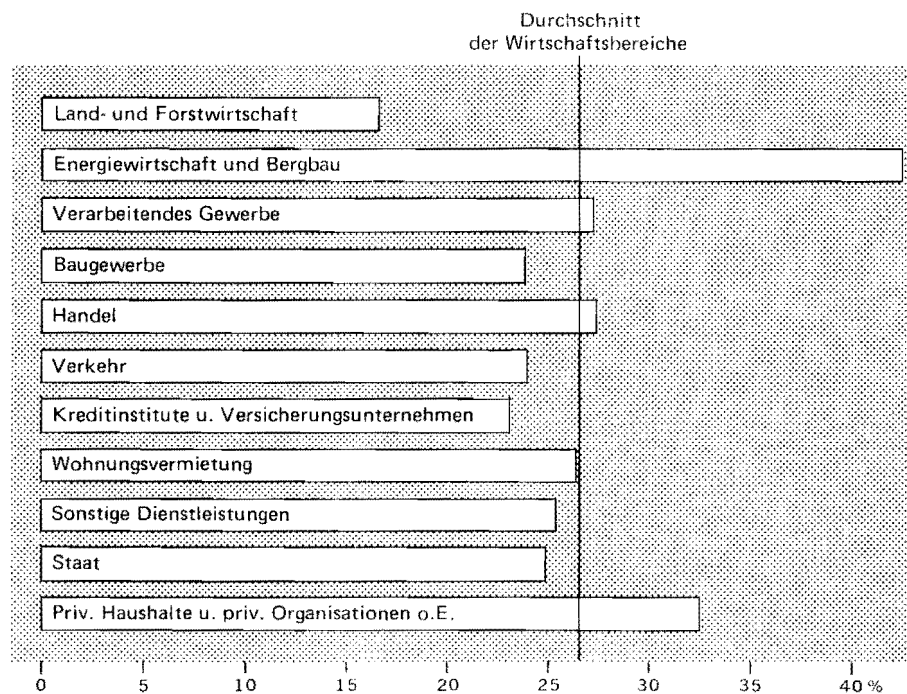 Durchschnitt
der Wirtschaftsbereiche
Land- und Forstwirtschaft
Energiewirtschaft und Bergbau
Verarbeitendes Gewerbe
Baugewerbe
Handel
Verkehr
Kreditinstitute u. Versicherungsunternehmen
Wohnungsvermietung
Sonstige Dienstleistungen
Staat
Priv. Haushalte u. priv. Organisationen o.E.
0 5 10 15 20 25 30 35 40 %